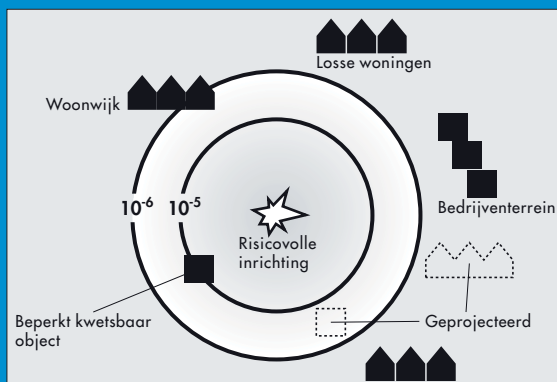 Losse woningen
Woonwijk
10-6 10-5
Bedrijventerrein
Risicovolle
inrichting
Beperkt kwetsbaar
object
Geprojecteerd